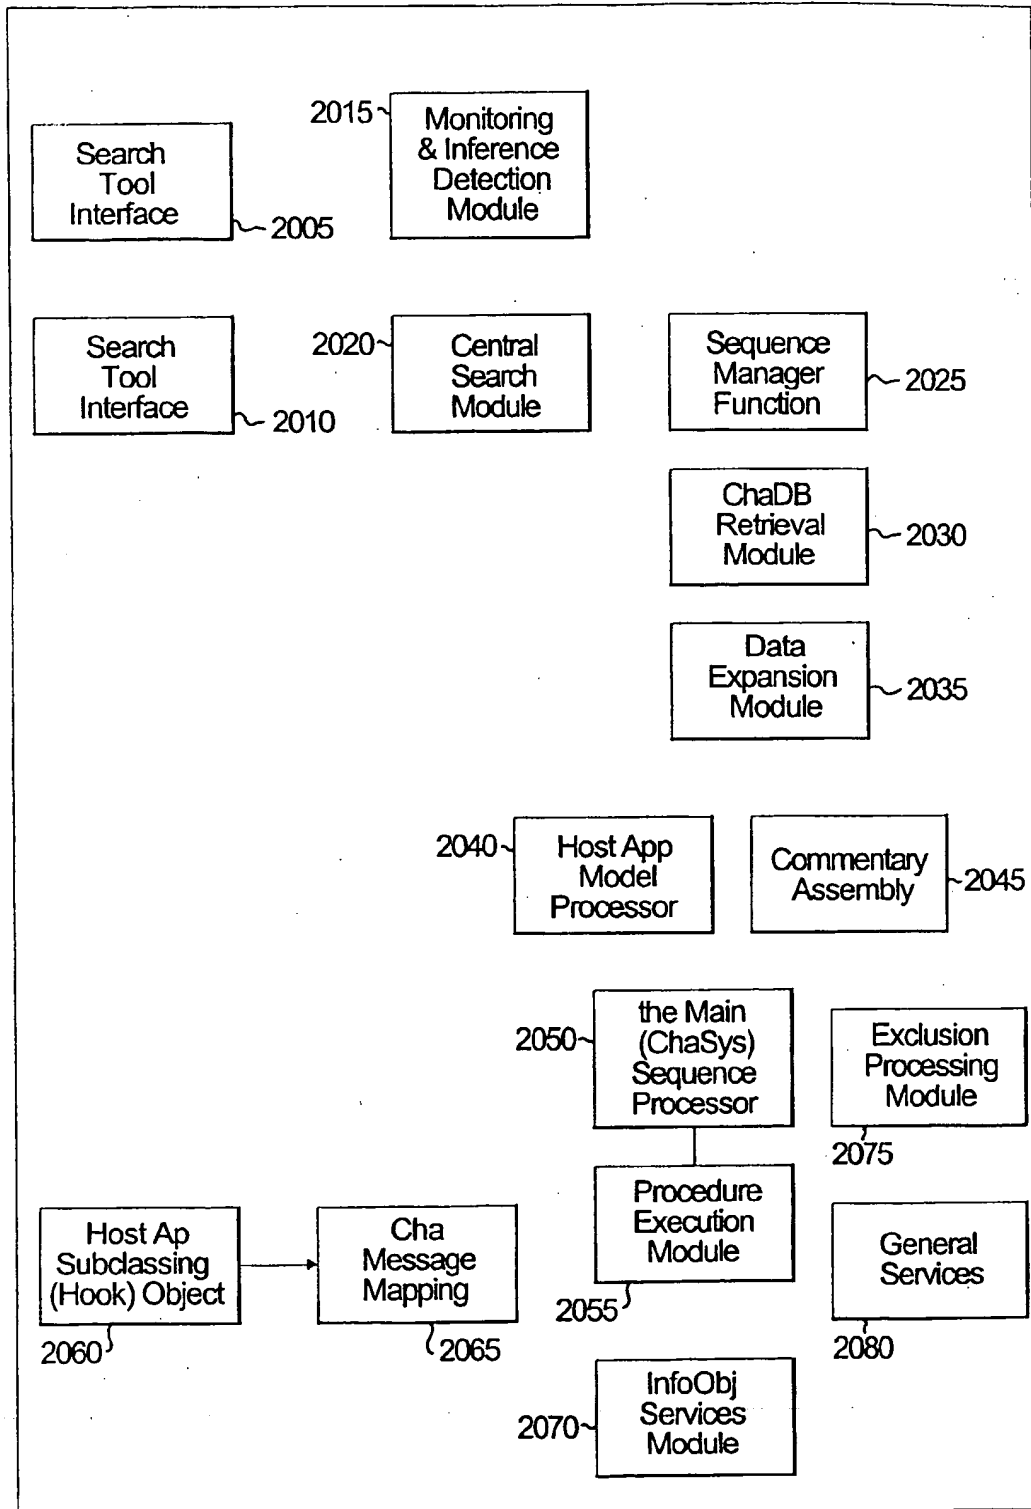 2015
Monitoring
& Inference
Detection
Module
Search
Tool
Interface
2005
Search
Tool
Interface
2010
2020
Central
Search
Module
Sequence
Manager
Function
2025
ChaDB
Retrieval
Module
2030
Data
Expansion
Module
2035
2040
Host App
Model
Processor
Commentary
Assembly
2045
2050
the Main
(ChaSys)
Sequence
Processor
Exclusion
Processing
Module
2075
Procedure
Execution
Module
2055
Host Ap
Subclassing
(Hook) Object
2060
Cha
Message
Mapping
2065
General
Services
2080
2070
InfoObj
Services
Module